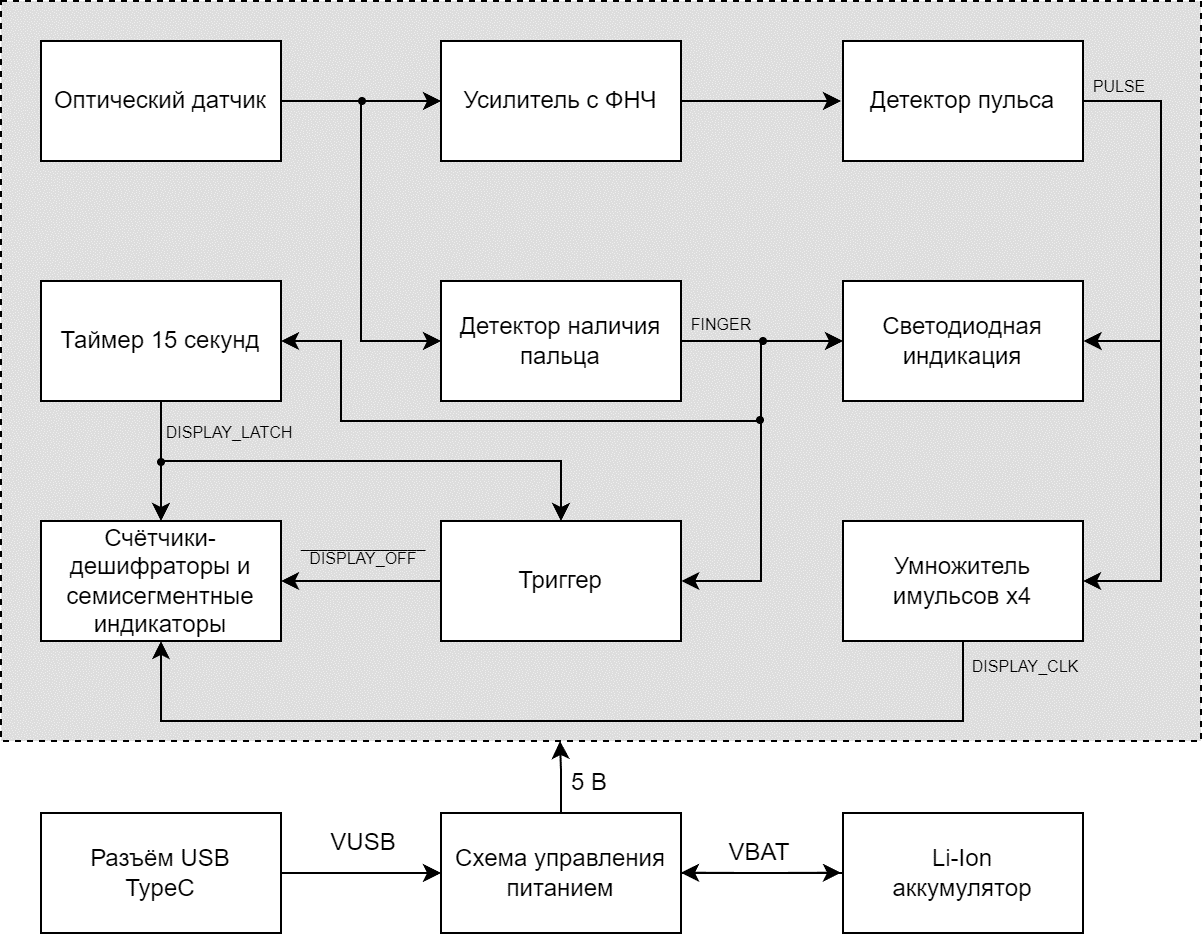 Оптический датчик
Усилитель с ФНЧ
Детектор пульса
PULSE
Таймер 15 секунд
Детектор наличия
пальца
FINGER
Светодиодная
индикация
DISPLAY_LATCH
Счётчики-
дешифраторы и
семисегментные
индикаторы
DISPLAY_OFF
Триггер
Умножитель
имульсов x4
DISPLAY_CLK
5 В
Разъём USB
TypeC
VUSB
Схема управления
питанием
VBAT
Li-Ion
аккумулятор